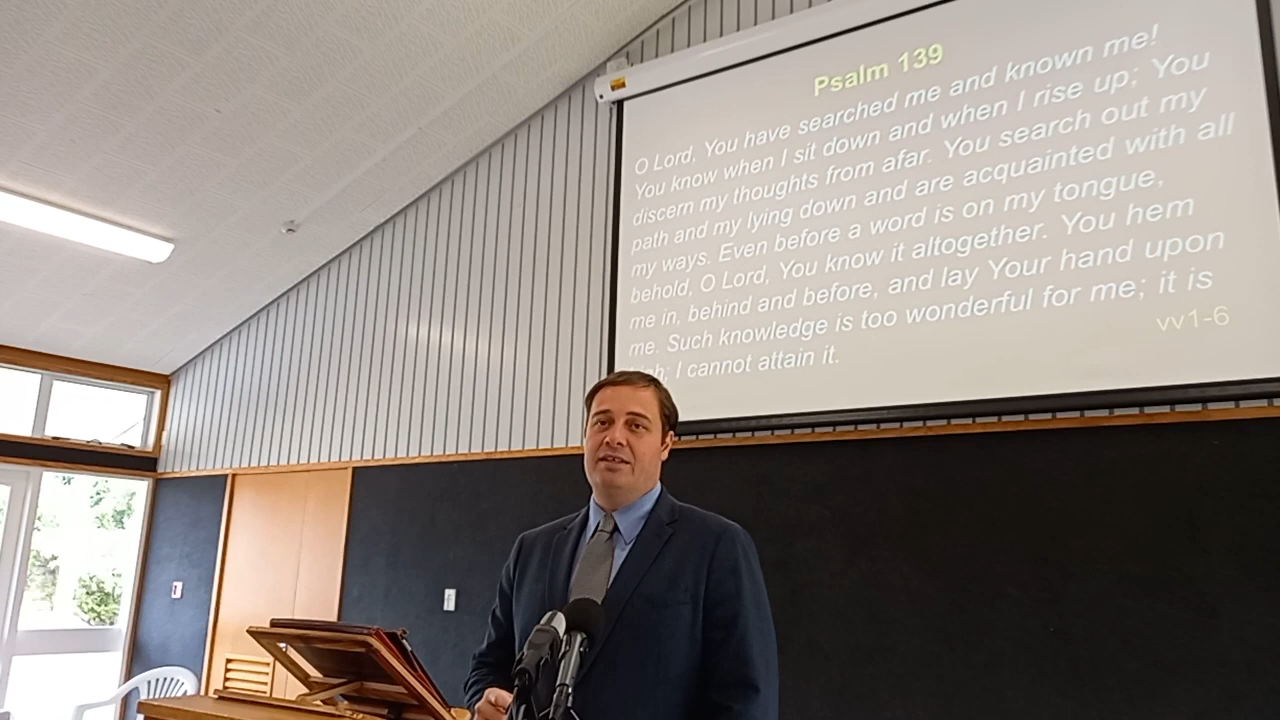 Psalm 139
O Lord, You have searched me and known me!
You know when I sit down and when I rise up; You
discern my thoughts from afar. You search out my
path and my lying down and are acquainted with all
my ways. Even before a word is on my tongue,
behold, O Lord, You know it altogether. You hem
me in, behind and before, and lay Your hand upon
me. Such knowledge is too wonderful for me; it is
I cannot attain it.
vv1-6